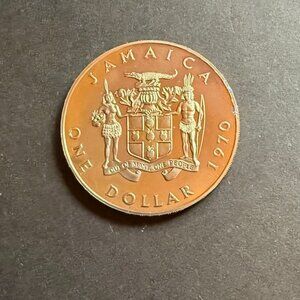 JAMAICA
OUT OF MANY, ONE PEOPLE
ONE DOLLAR 1970